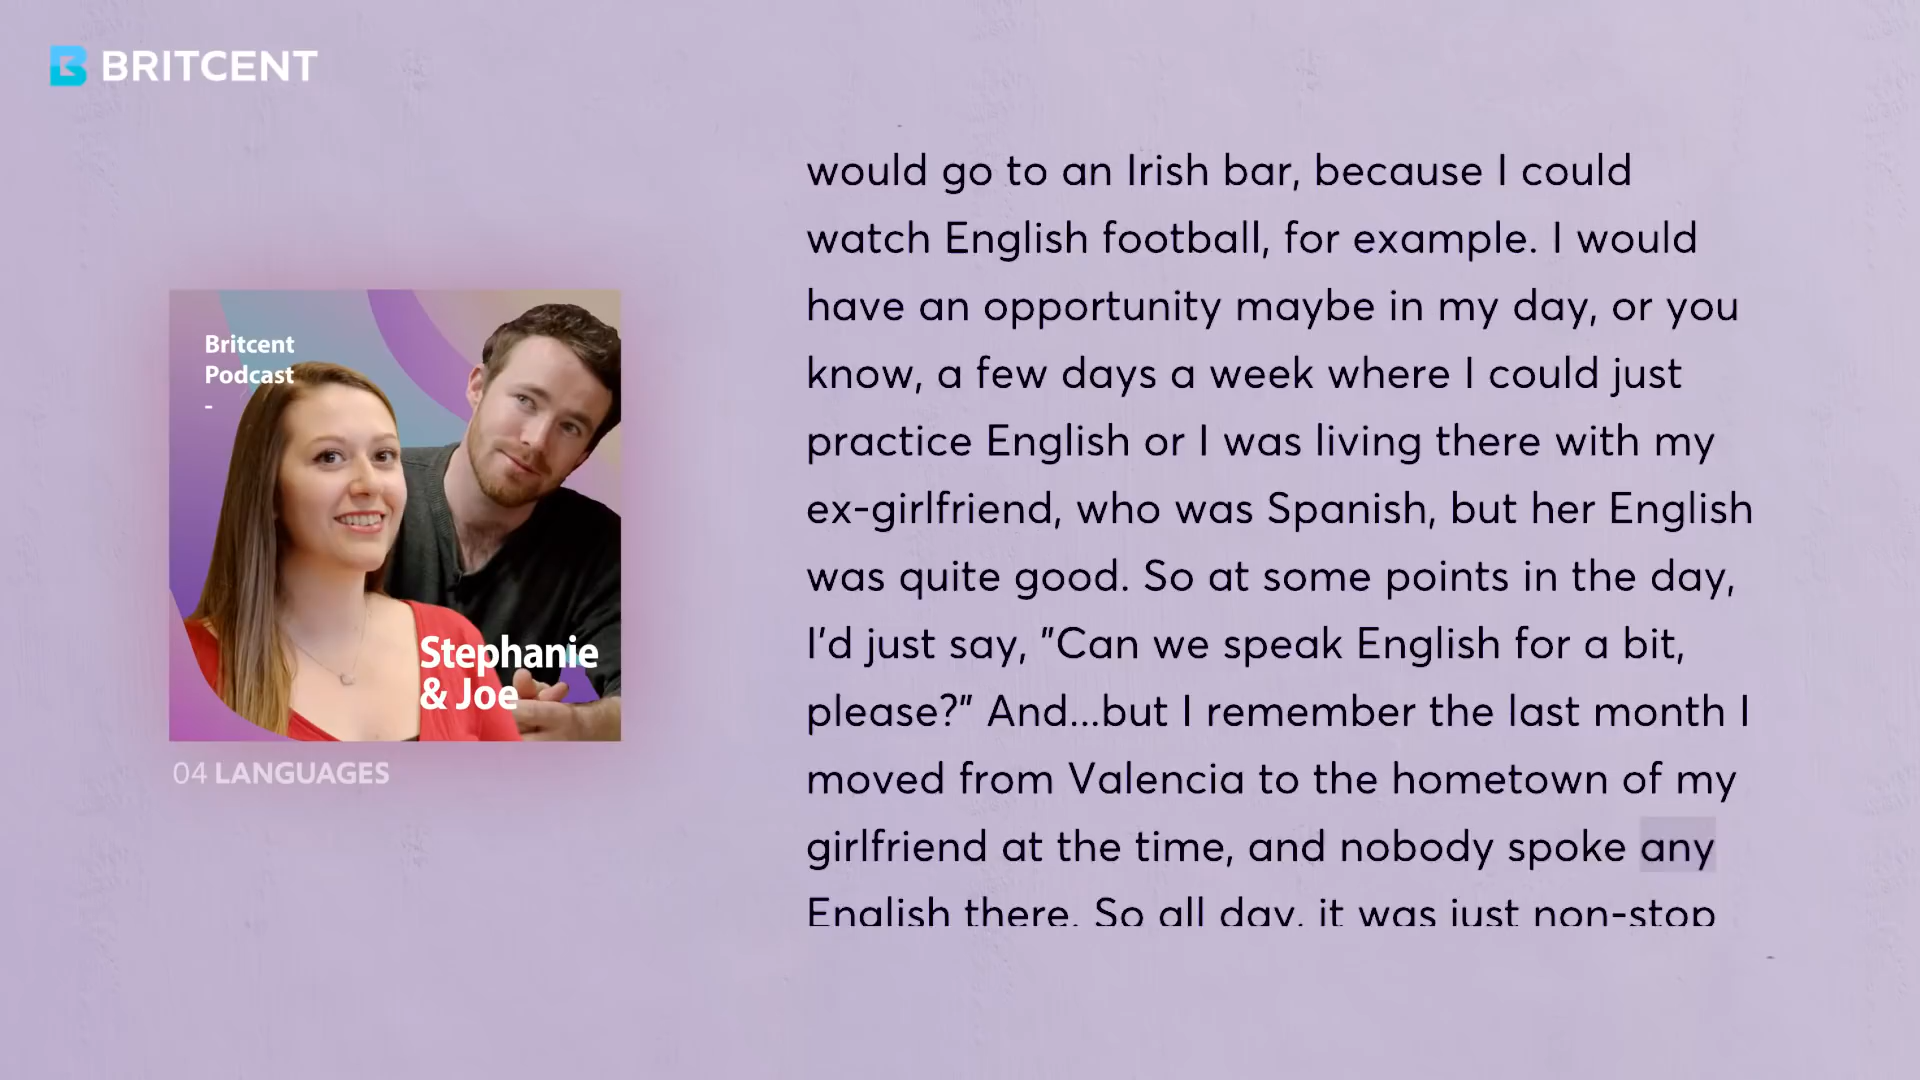 BRITCENT
Britcent
Podcast
-
Stephanie
& Joe
04 LANGUAGES
would go to an Irish bar, because I could
watch English football, for example. I would
have an opportunity maybe in my day, or you
know, a few days a week where I could just
practice English or I was living there with my
ex-girlfriend, who was Spanish, but her English
was quite good. So at some points in the day,
I'd just say, "Can we speak English for a bit,
please?" And...but I remember the last month I
moved from Valencia to the hometown of my
girlfriend at the time, and nobody spoke any
English there. So all day, it was just non-stop